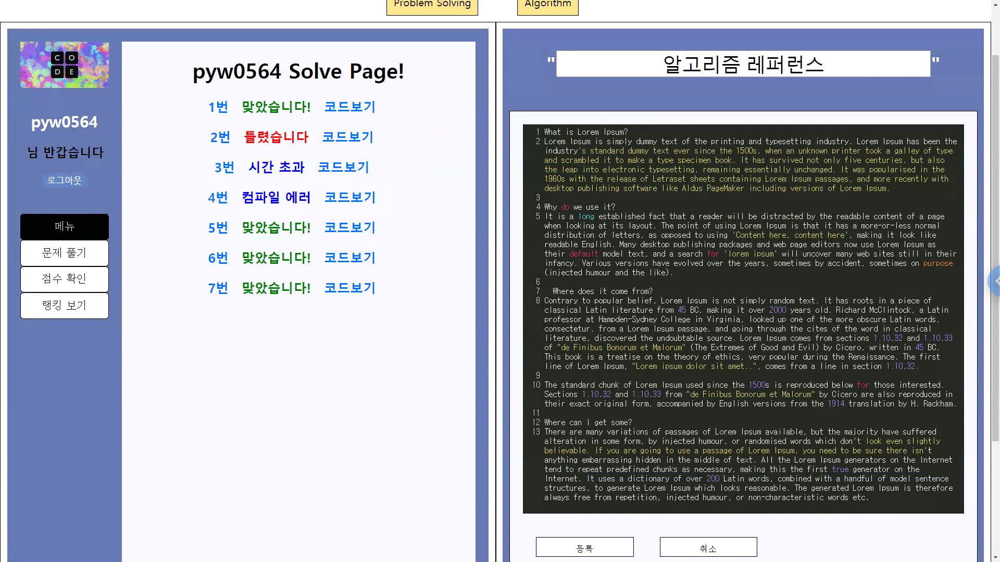 Problem Solving
Algorithm
C O
D E
pyw0564
님 반갑습니다
로그아웃
메뉴
문제 풀기
점수 확인
랭킹 보기
pyw0564 Solve Page!
1번 맞았습니다! 코드보기
2번 틀렸습니다 코드보기
3번 시간 초과 코드보기
4번 컴파일 에러 코드보기
5번 맞았습니다! 코드보기
6번 맞았습니다! 코드보기
7번 맞았습니다! 코드보기
"알고리즘 레퍼런스"
1 What is Lorem Ipsum?
2 Lorem Ipsum is simply dummy text of the printing and typesetting industry. Lorem Ipsum has been the
industry's standard dummy text ever since the 1500s, when an unknown printer took a galley of type
and scrambled it to make a type specimen book. It has survived not only five centuries, but also
the leap into electronic typesetting, remaining essentially unchanged. It was popularised in the
1960s with the release of Letraset sheets containing Lorem Ipsum passages, and more recently with
desktop publishing software like Aldus PageMaker including versions of Lorem Ipsum.
3
4 Why do we use it?
5 It is a long established fact that a reader will be distracted by the readable content of a page
when looking at its layout. The point of using Lorem Ipsum is that it has a more-or-less normal
distribution of letters, as opposed to using 'Content here, content here', making it look like
readable English. Many desktop publishing packages and web page editors now use Lorem Ipsum as
their default model text, and a search for 'lorem ipsum' will uncover many web sites still in their
infancy. Various versions have evolved over the years, sometimes by accident, sometimes on purpose
(injected humour and the like).
6
7 Where does it come from?
8 Contrary to popular belief, Lorem Ipsum is not simply random text. It has roots in a piece of
classical Latin literature from 45 BC, making it over 2000 years old. Richard McClintock, a Latin
professor at Hampden-Sydney College in Virginia, looked up one of the more obscure Latin words,
consectetur, from a Lorem Ipsum passage, and going through the cites of the word in classical
literature, discovered the undoubtable source. Lorem Ipsum comes from sections 1.10.32 and 1.10.33
of "de Finibus Bonorum et Malorum" (The Extremes of Good and Evil) by Cicero, written in 45 BC.
This book is a treatise on the theory of ethics, very popular during the Renaissance. The first
line of Lorem Ipsum, "Lorem ipsum dolor sit amet..", comes from a line in section 1.10.32.
9
10 The standard chunk of Lorem Ipsum used since the 1500s is reproduced below for those interested.
Sections 1.10.32 and 1.10.33 from "de Finibus Bonorum et Malorum" by Cicero are also reproduced in
their exact original form, accompanied by English versions from the 1914 translation by H. Rackham.
11
12 Where can I get some?
13 There are many variations of passages of Lorem Ipsum available, but the majority have suffered
alteration in some form, by injected humour, or randomised words which don't look even slightly
believable. If you are going to use a passage of Lorem Ipsum, you need to be sure there isn't
anything embarrassing hidden in the middle of text. All the Lorem Ipsum generators on the Internet
tend to repeat predefined chunks as necessary, making this the first true generator on the
Internet. It uses a dictionary of over 200 Latin words, combined with a handful of model sentence
structures, to generate Lorem Ipsum which looks reasonable. The generated Lorem Ipsum is therefore
always free from repetition, injected humour, or non-characteristic words etc.
등록
취소